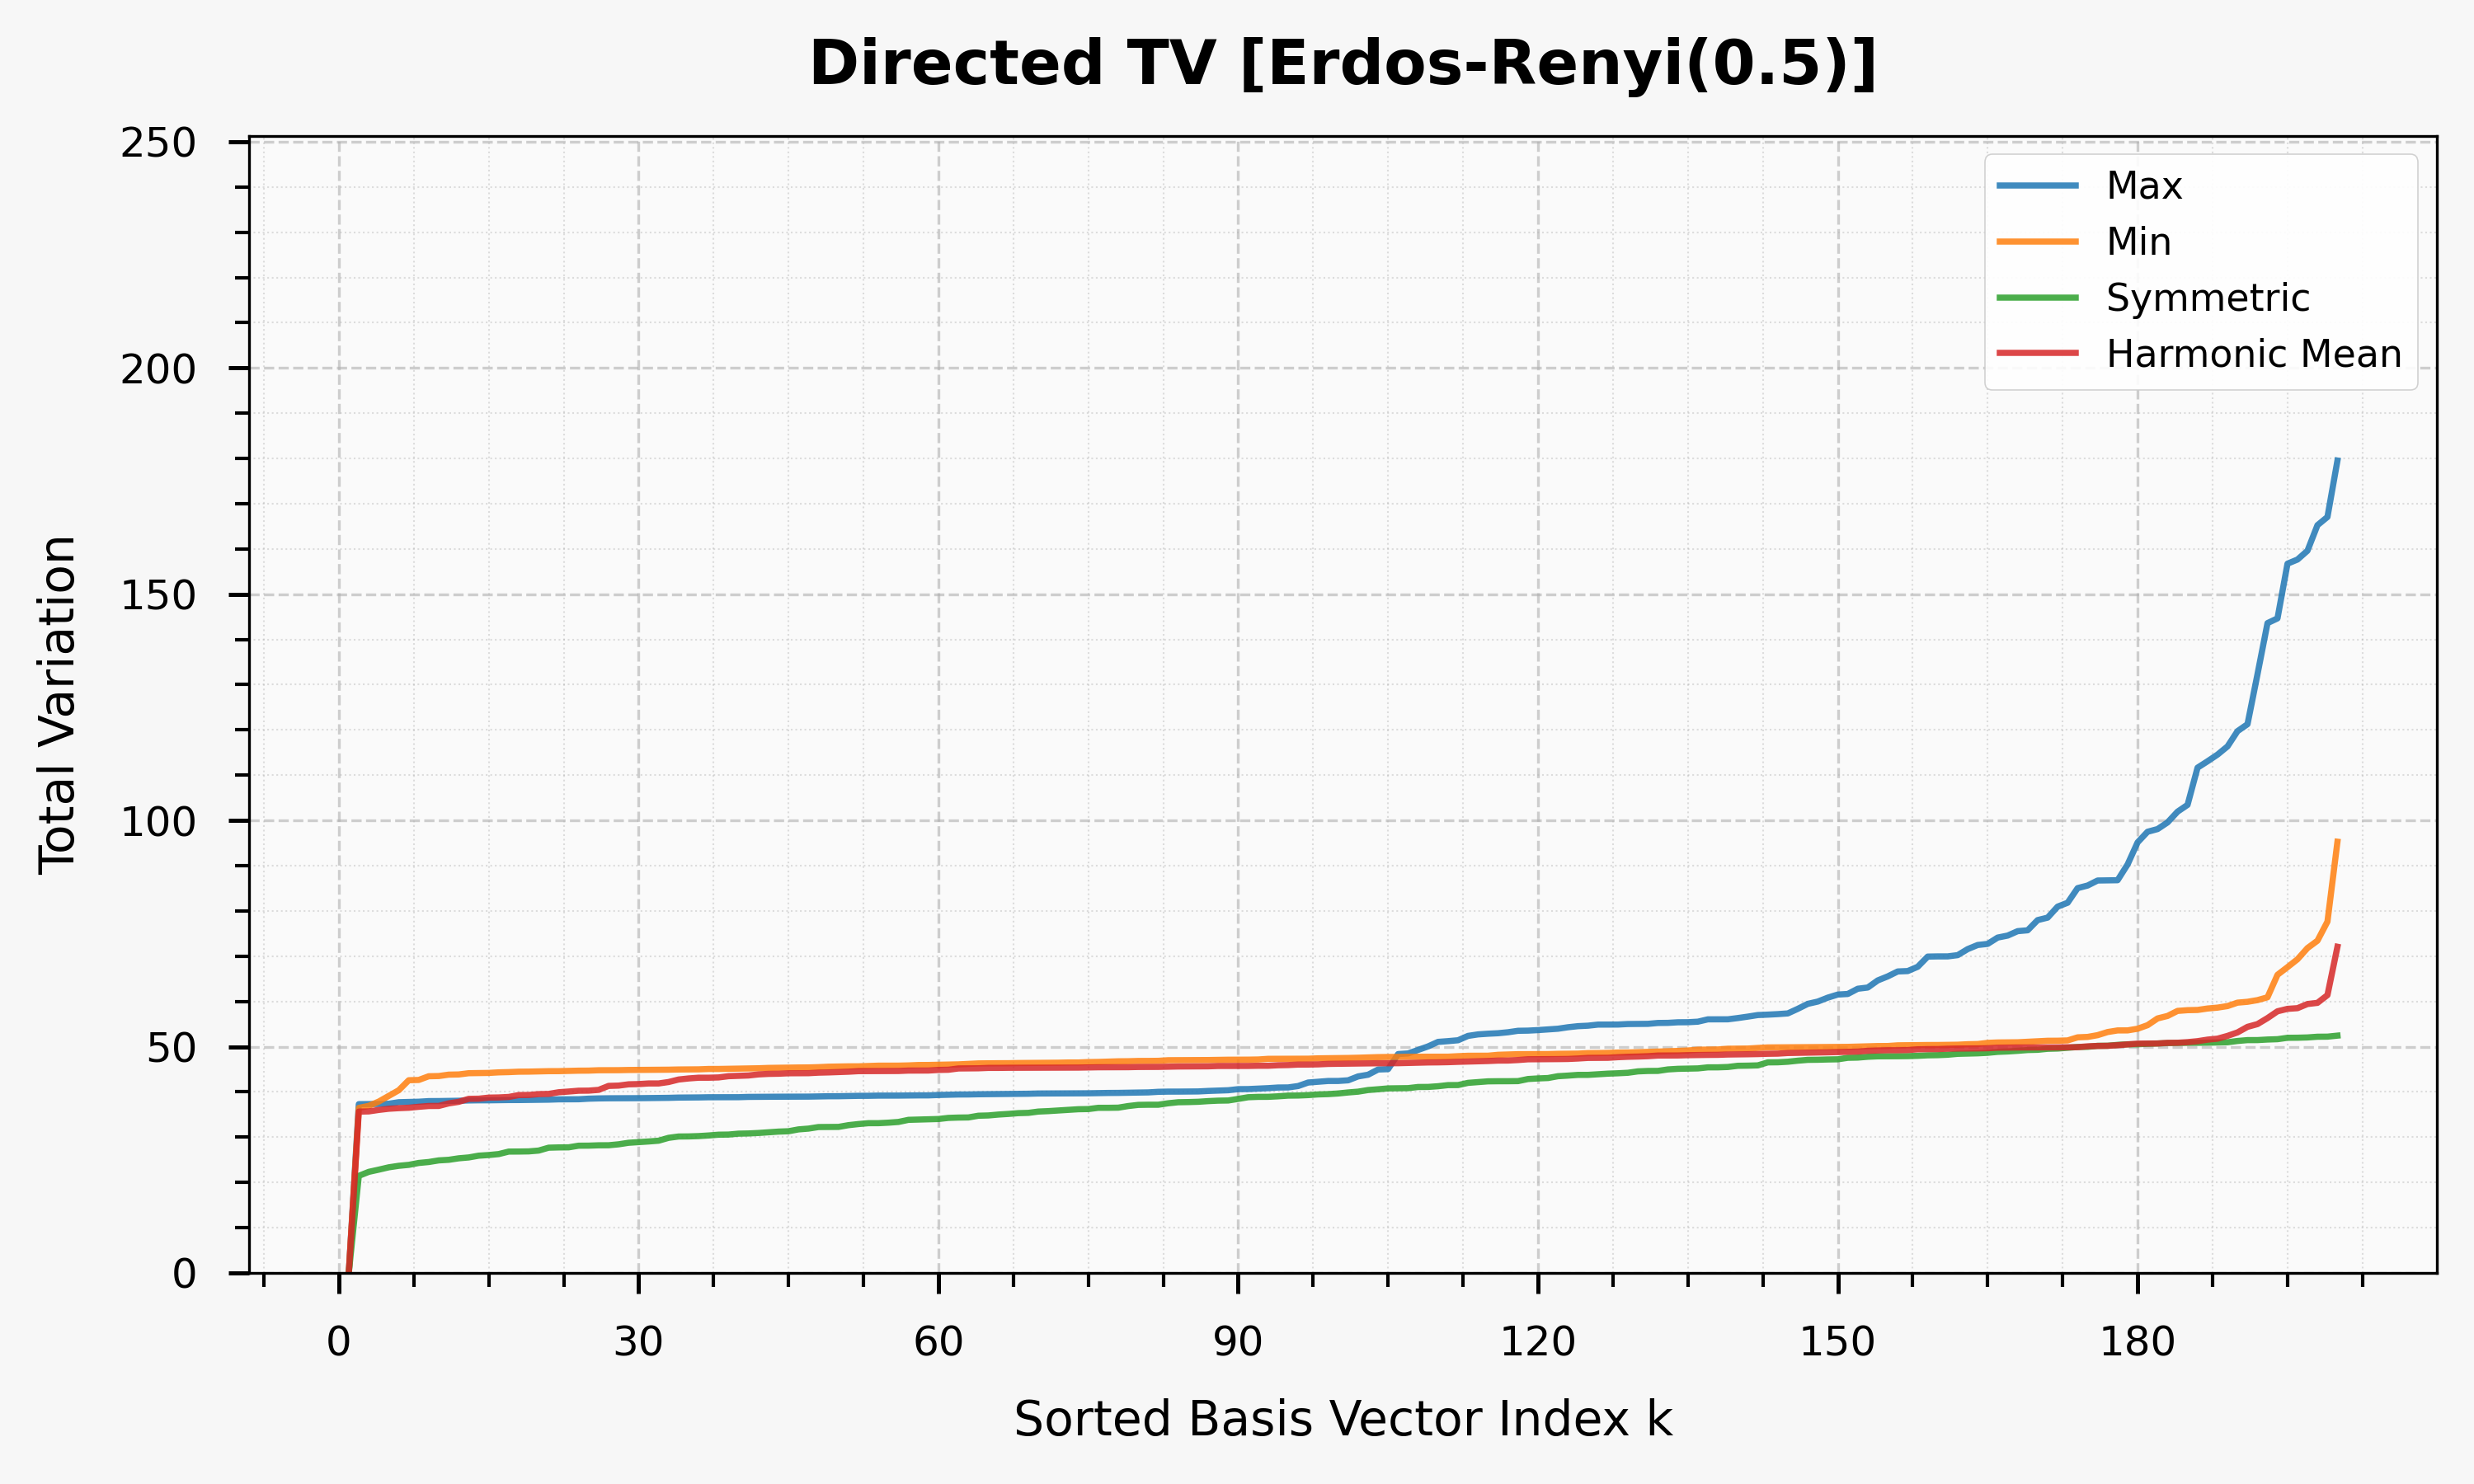 Directed TV [Erdos-Renyi(0.5)]
250
200
150
100
50
0
Total Variation
Max
Min
Symmetric
Harmonic Mean
0 30 60 90 120 150 180
Sorted Basis Vector Index k